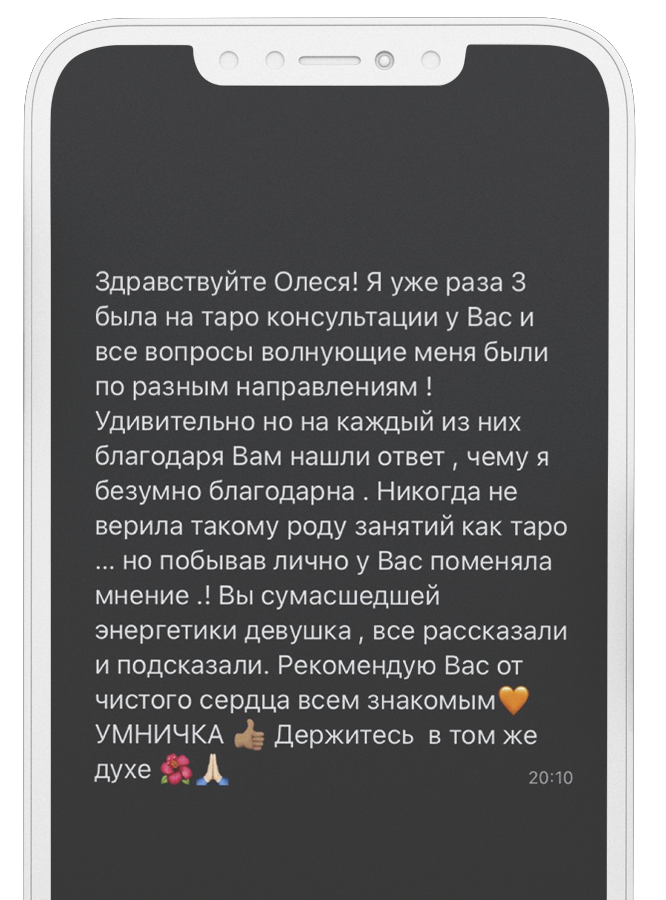 Здравствуйте Олеся! Я уже раза 3
была на таро консультации у Вас и
все вопросы волнующие меня были
по разным направлениям !
Удивительно но на каждый из них
благодаря Вам нашли ответ , чему я
безумно благодарна . Никогда не
верила такому роду занятий как таро
... но побывав лично у Вас поменяла
мнение .! Вы сумасшедшей
энергетики девушка , все рассказали
и подсказали. Рекомендую Вас от
чистого сердца всем знакомым🧡
УМНИЧКА 👍🏽 Держитесь  в том же
духе 🌺🙏🏻
20:10